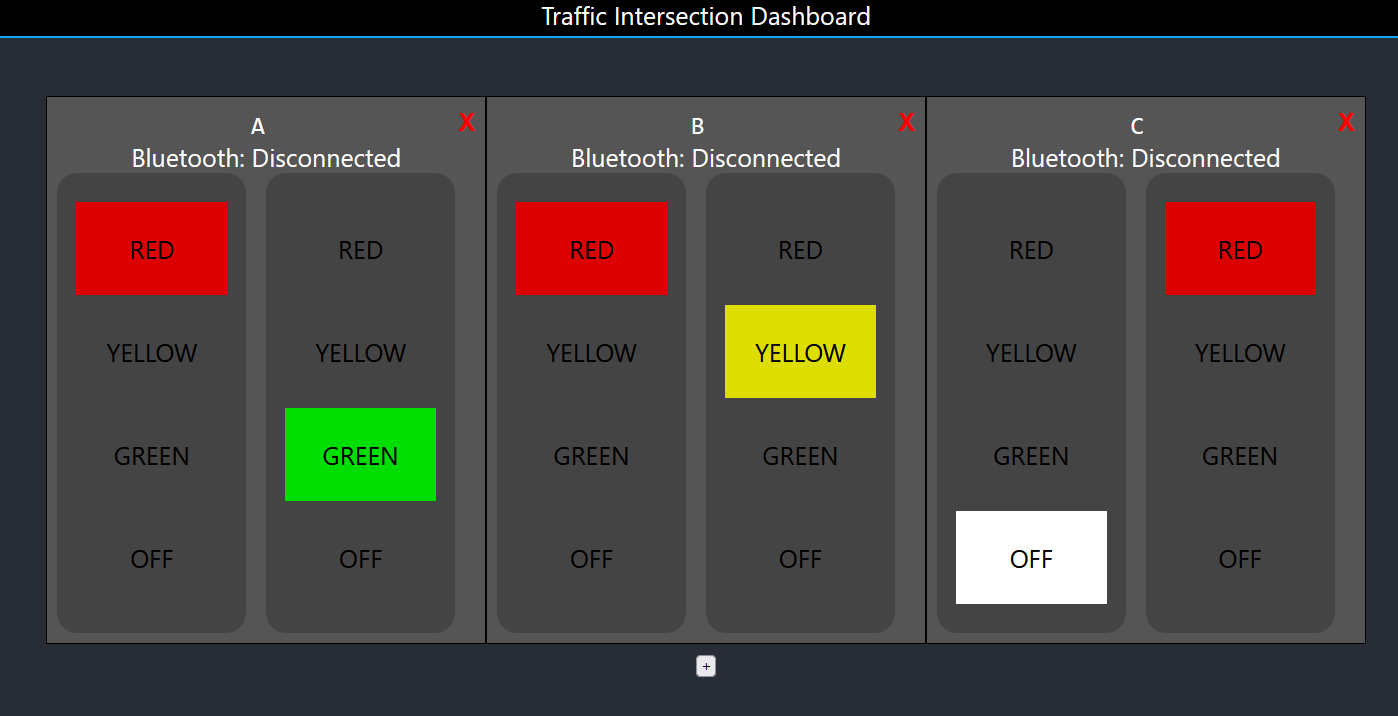 Traffic Intersection Dashboard
A X
Bluetooth: Disconnected
RED RED
YELLOW YELLOW
GREEN GREEN
OFF OFF
B X
Bluetooth: Disconnected
RED RED
YELLOW YELLOW
GREEN GREEN
OFF OFF
C X
Bluetooth: Disconnected
RED RED
YELLOW YELLOW
GREEN GREEN
OFF OFF
+